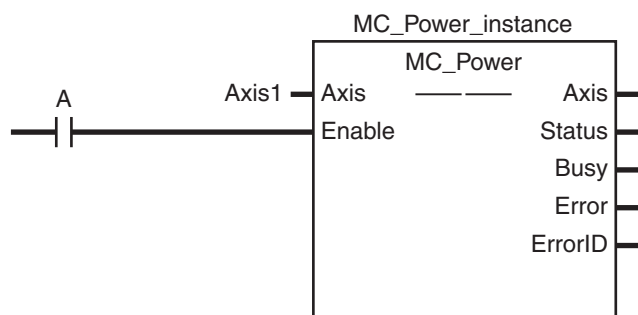 MC_Power_instance
MC_Power
A
Axis1 Axis Axis
Enable Status
Busy
Error
ErrorID